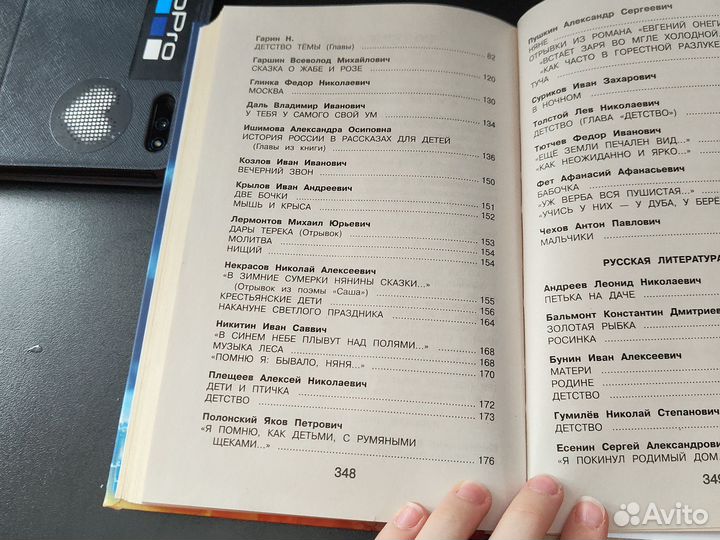 opro
Гарин Н.
ДЕТСТВО ТЁМЫ (Главы) 82
Гаршин Всеволод Михайлович
СКАЗКА О ЖАБЕ И РОЗЕ 120
Глинка Федор Николаевич
МОСКВА 130
Даль Владимир Иванович
У ТЕБЯ У САМОГО СВОЙ УМ 134
Ишимова Александра Осиповна
ИСТОРИЯ РОССИИ В РАССКАЗАХ ДЛЯ ДЕТЕЙ
(Главы из книги) 136
Козлов Иван Иванович
ВЕЧЕРНИЙ ЗВОН 150
Крылов Иван Андреевич
ДВЕ БОЧКИ 151
МЫШЬ И КРЫСА 152
Лермонтов Михаил Юрьевич
ДАРЫ ТЕРЕКА (Отрывок) 153
МОЛИТВА 154
НИЩИЙ 154
Некрасов Николай Алексеевич
«В ЗИМНИЕ СУМЕРКИ НЯНИНЫ СКАЗКИ...»
(Отрывок из поэмы «Саша») 155
КРЕСТЬЯНСКИЕ ДЕТИ 156
НАКАНУНЕ СВЕТЛОГО ПРАЗДНИКА 164
Никитин Иван Саввич
«В СИНЕМ НЕБЕ ПЛЫВУТ НАД ПОЛЯМИ...» 168
МУЗЫКА ЛЕСА 168
«ПОМНЮ Я: БЫВАЛО, НЯНЯ...» 170
Плещеев Алексей Николаевич
ДЕТИ И ПТИЧКА 172
ДЕТСТВО 173
Полонский Яков Петрович
«Я ПОМНЮ, КАК ДЕТЬМИ, С РУМЯНЫМИ
ЩЕКАМИ...» 176
348
Пушкин Александр Сергеевич
НЯНЕ
ОТРЫВКИ ИЗ РОМАНА «ЕВГЕНИЙ ОНЕГИ
«ВСТАЕТ ЗАРЯ ВО МГЛЕ ХОЛОДНОЙ.
«КАК ЧАСТО В ГОРЕСТНОЙ РАЗЛУКЕ
ТУЧА
Суриков Иван Захарович
В НОЧНОМ
Толстой Лев Николаевич
ДЕТСТВО (ГЛАВА «ДЕТСТВО»)
Тютчев Федор Иванович
«ЕЩЕ ЗЕМЛИ ПЕЧАЛЕН ВИД...»
«КАК НЕОЖИДАННО И ЯРКО...»
Фет Афанасий Афанасьевич
БАБОЧКА
«УЖ ВЕРБА ВСЯ ПУШИСТАЯ...»
«УЧИСЬ У НИХ — У ДУБА, У БЕРЁ
Чехов Антон Павлович
МАЛЬЧИКИ
РУССКАЯ ЛИТЕРАТУРА
Андреев Леонид Николаевич
ПЕТЬКА НА ДАЧЕ
Бальмонт Константин Дмитриев
ЗОЛОТАЯ РЫБКА
РОСИНКА
Бунин Иван Алексеевич
МАТЕРИ
РОДИНЕ
ДЕТСТВО
Гумилёв Николай Степанович
ДЕТСТВО
Есенин Сергей Александрович
«Я ПОКИНУЛ РОДИМЫЙ ДОМ
349
Avito